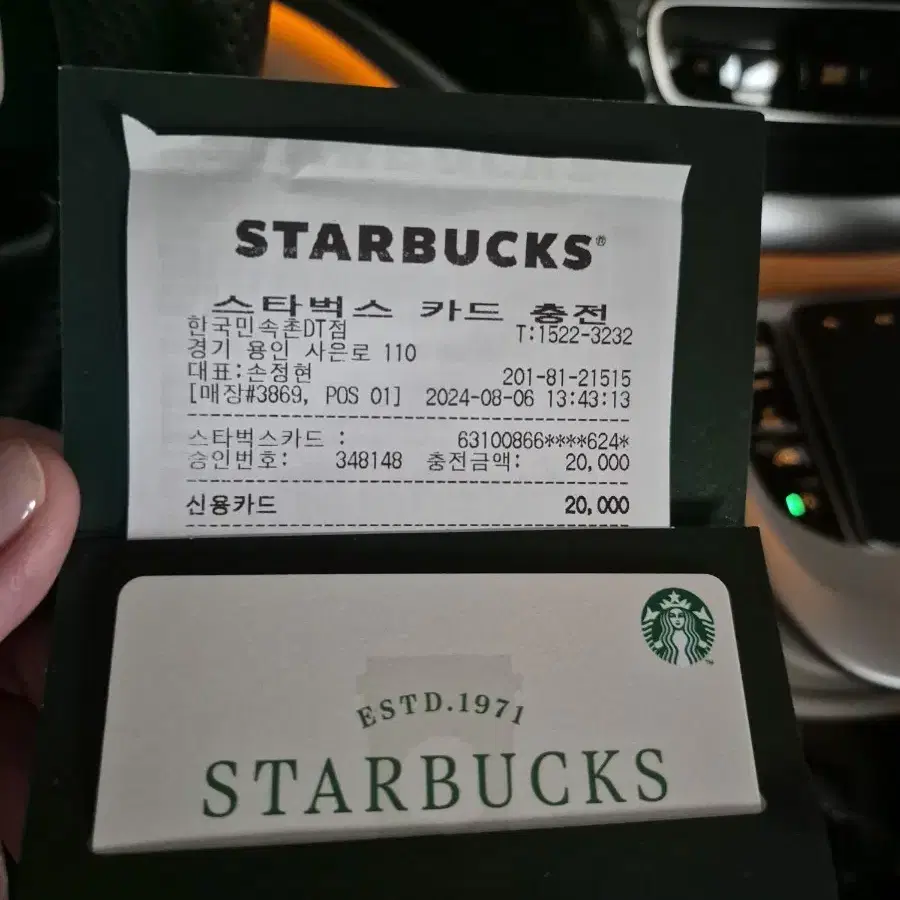 STARBUCKS®
스타벅스 카드 충전
한국민속촌DT점 T:1522-3232
경기 용인 사은로 110
대표:손정현 201-81-21515
[매장#3869, POS 01] 2024-08-06 13:43:13
스타벅스카드 : 63100866****624*
승인번호: 348148 충전금액: 20,000
신용카드 20,000
ESTD.1971
STARBUCKS
TM